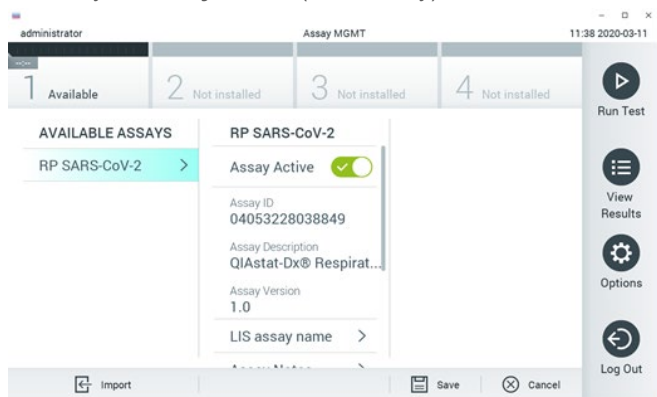 administrator Assay MGMT 11:38 2020-03-11
1 Available 2 Not installed 3 Not installed 4 Not installed
Run Test
AVAILABLE ASSAYS
RP SARS-CoV-2
RP SARS-CoV-2
Assay Active
Assay ID
04053228038849
Assay Description
QIAstat-Dx® Respirat...
Assay Version
1.0
LIS assay name
View
Results
Options
Log Out
Import Save Cancel